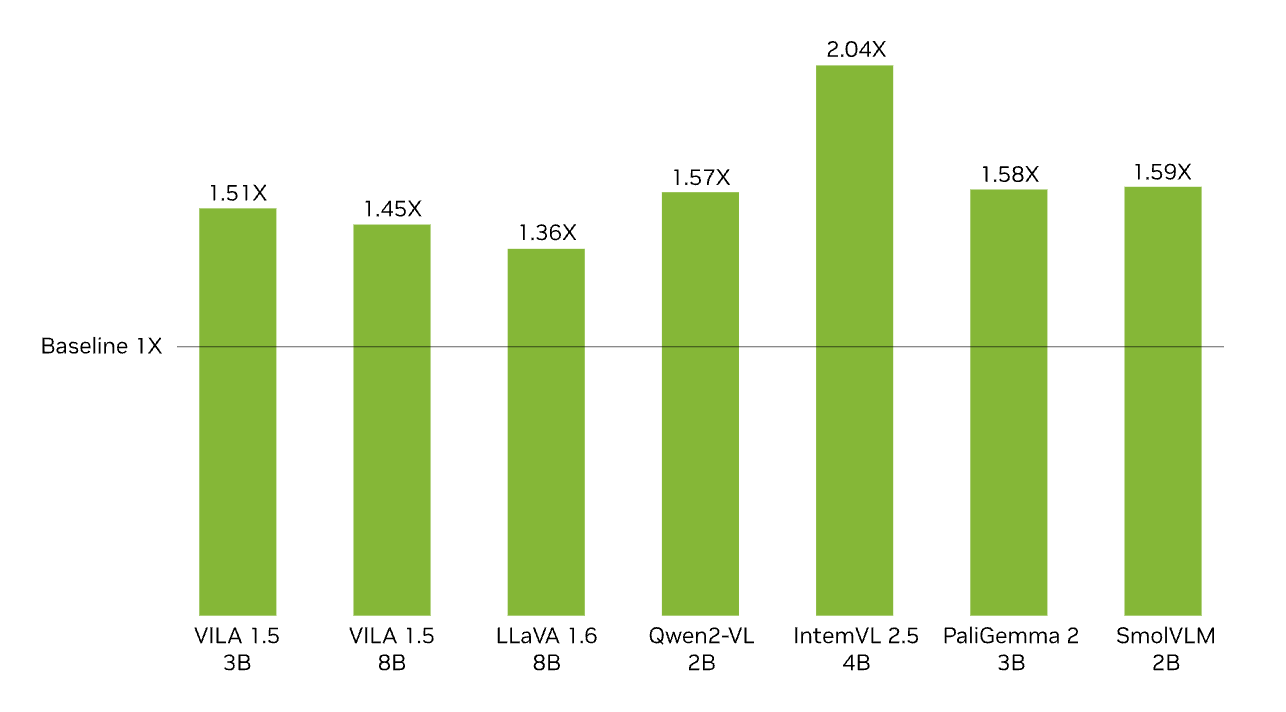 2.04X
1.59X
1.58X
1.57X
1.51X
1.45X
1.36X
Baseline 1X
VILA 1.5
3B
VILA 1.5
8B
LLaVA 1.6
8B
Qwen2-VL
2B
IntemVL 2.5
4B
PaliGemma 2
3B
SmolVLM
2B